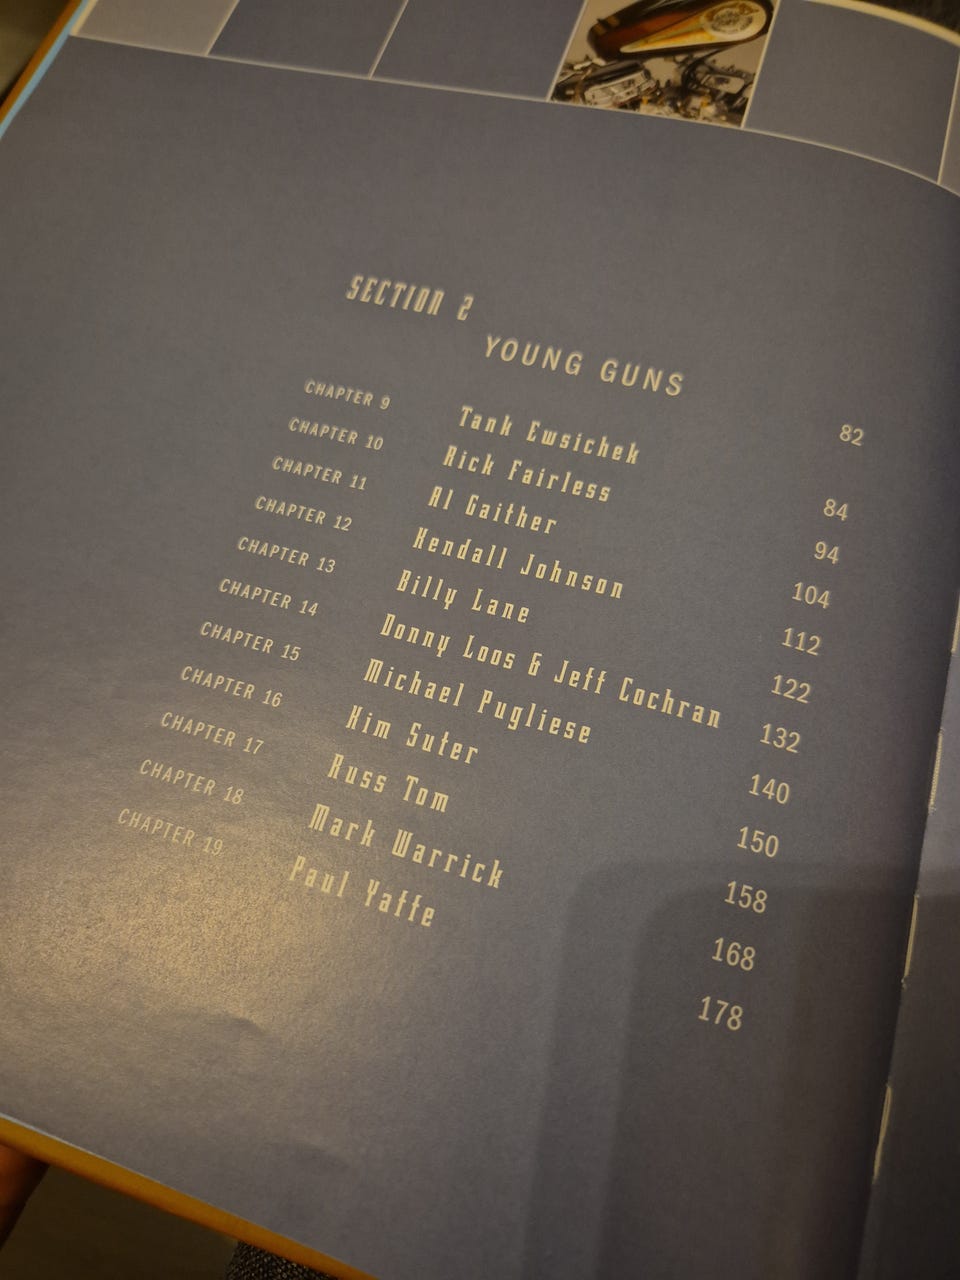 SECTION 2
YOUNG GUNS 82
CHAPTER 9 Tank Ewsichek 84
CHAPTER 10 Rick Fairless 94
CHAPTER 11 Al Gaither 104
CHAPTER 12 Kendall Johnson 112
CHAPTER 13 Billy Lane 122
CHAPTER 14 Donny Loos & Jeff Cochran 132
CHAPTER 15 Michael Pugliese 140
CHAPTER 16 Kim Suter 150
CHAPTER 17 Russ Tom 158
CHAPTER 18 Mark Warrick 168
CHAPTER 19 Paul Yaffe 178